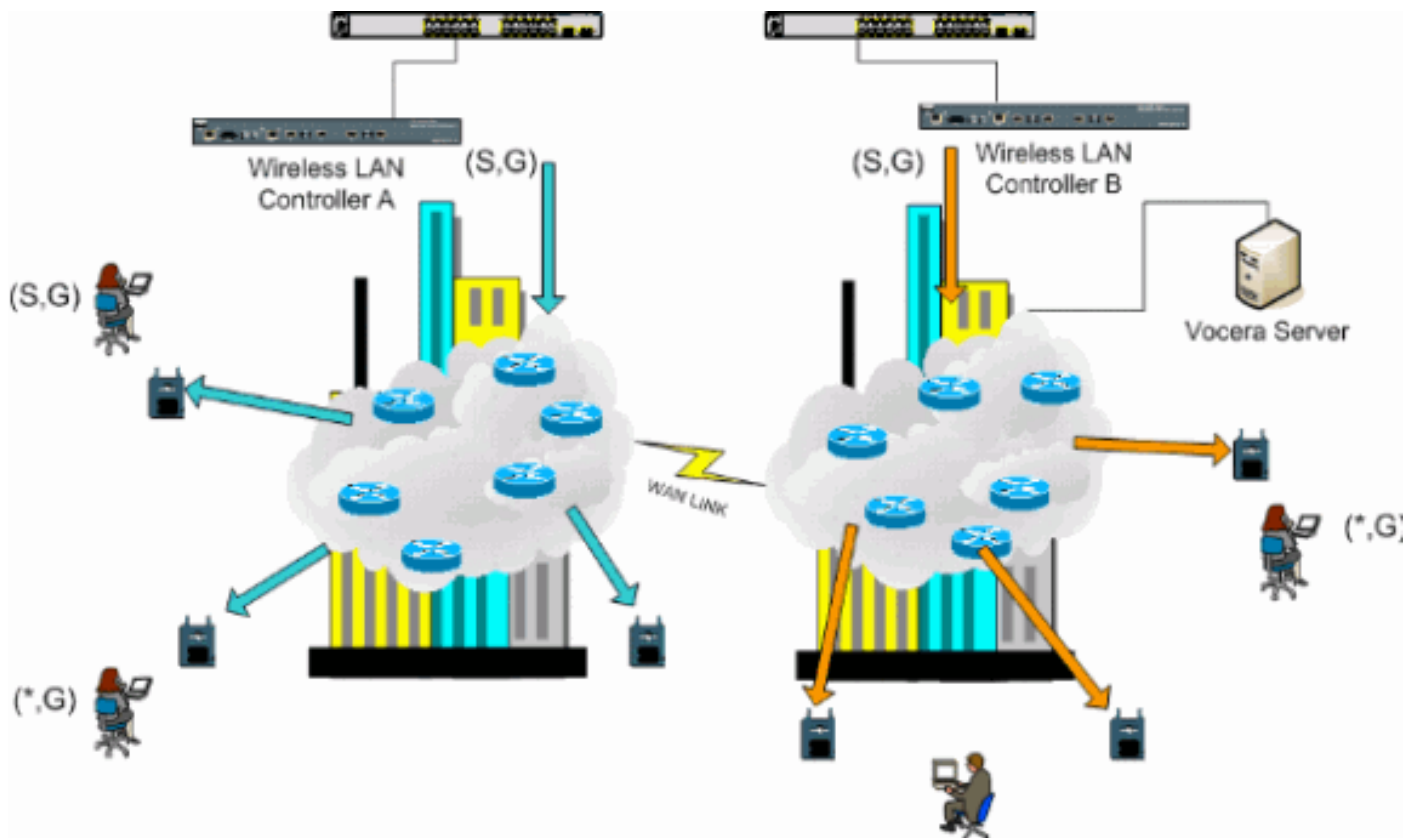 Wireless LAN
Controller A
(S,G)
(S,G)
Wireless LAN
Controller B
(S,G)
Vocera Server
WAN LINK
(*,G)
(*,G)